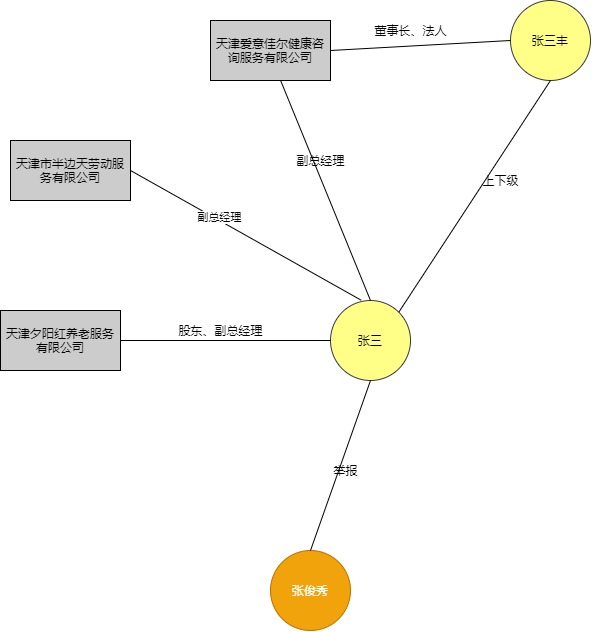 天津爱意佳尔健康咨
询服务有限公司
董事长、法人
张三丰
天津市半边天劳动服
务有限公司
副总经理
上下级
副总经理
天津夕阳红养老服务
有限公司
股东、副总经理
张三
举报
张俊秀